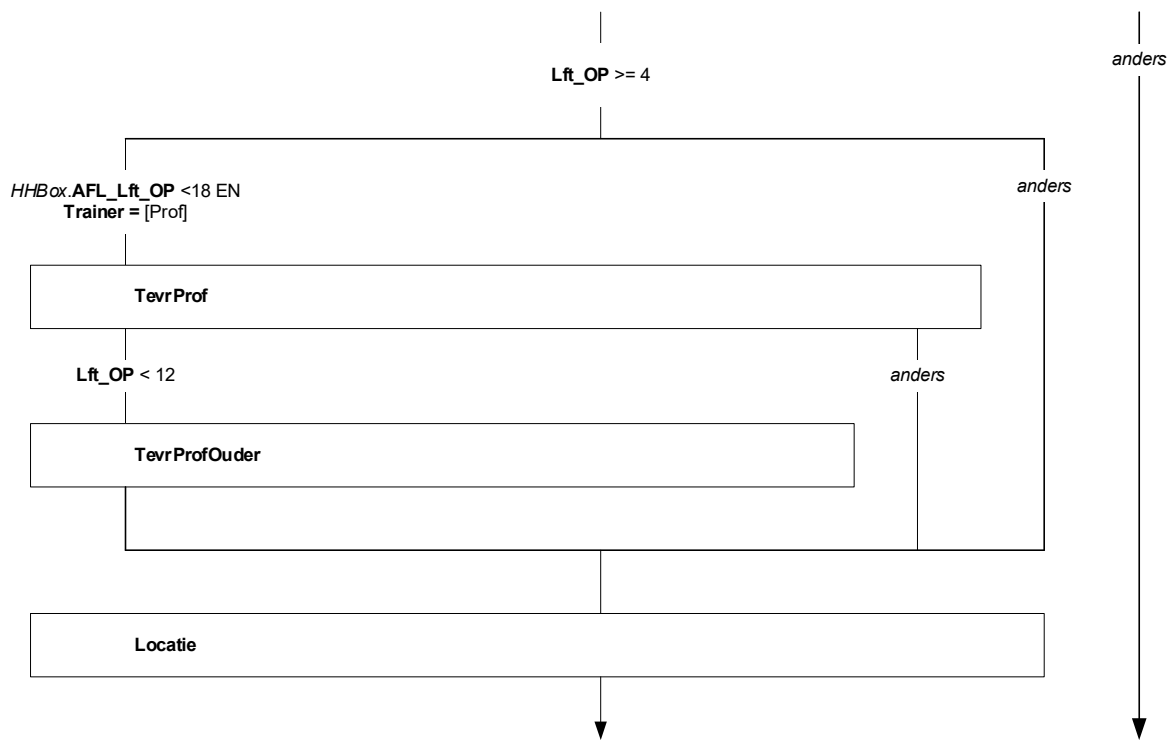 anders
Lft_OP >= 4
HHBox.AFL_Lft_OP <18 EN
Trainer = [Prof]
anders
TevrProf
Lft_OP < 12
anders
TevrProfOuder
Locatie